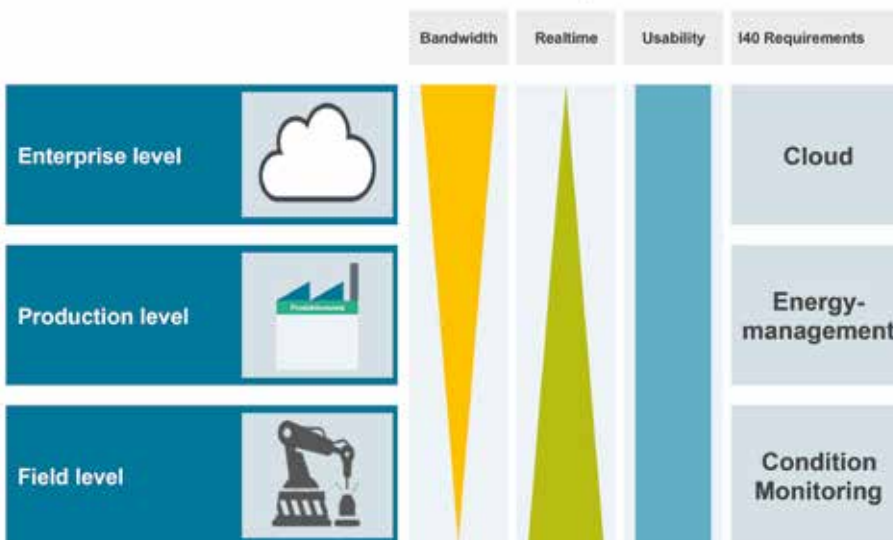 Bandwidth Realtime Usability I40 Requirements
Enterprise level
Cloud
Production level
Energy-
management
Field level
Condition
Monitoring